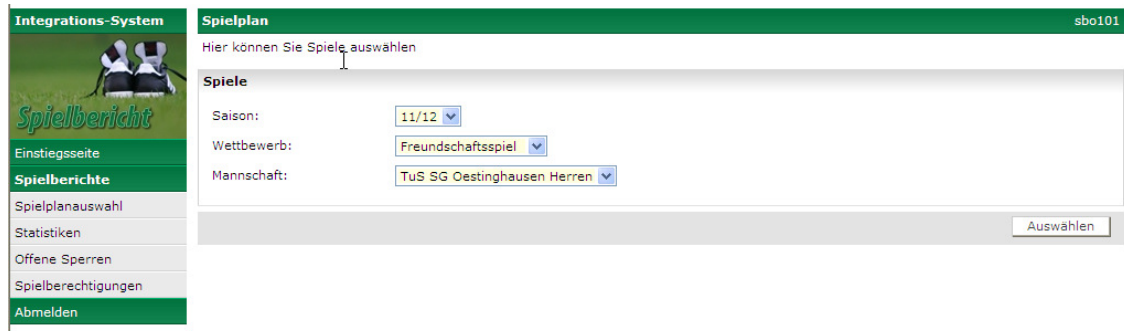 Integrations-System
Spielbericht
Einstiegsseite
Spielberichte
Spielplanauswahl
Statistiken
Offene Sperren
Spielberechtigungen
Abmelden
Spielplan sbo101
Hier können Sie Spiele auswählen
Spiele
Saison: 11/12
Wettbewerb: Freundschaftsspiel
Mannschaft: TuS SG Oestinghausen Herren
Auswählen